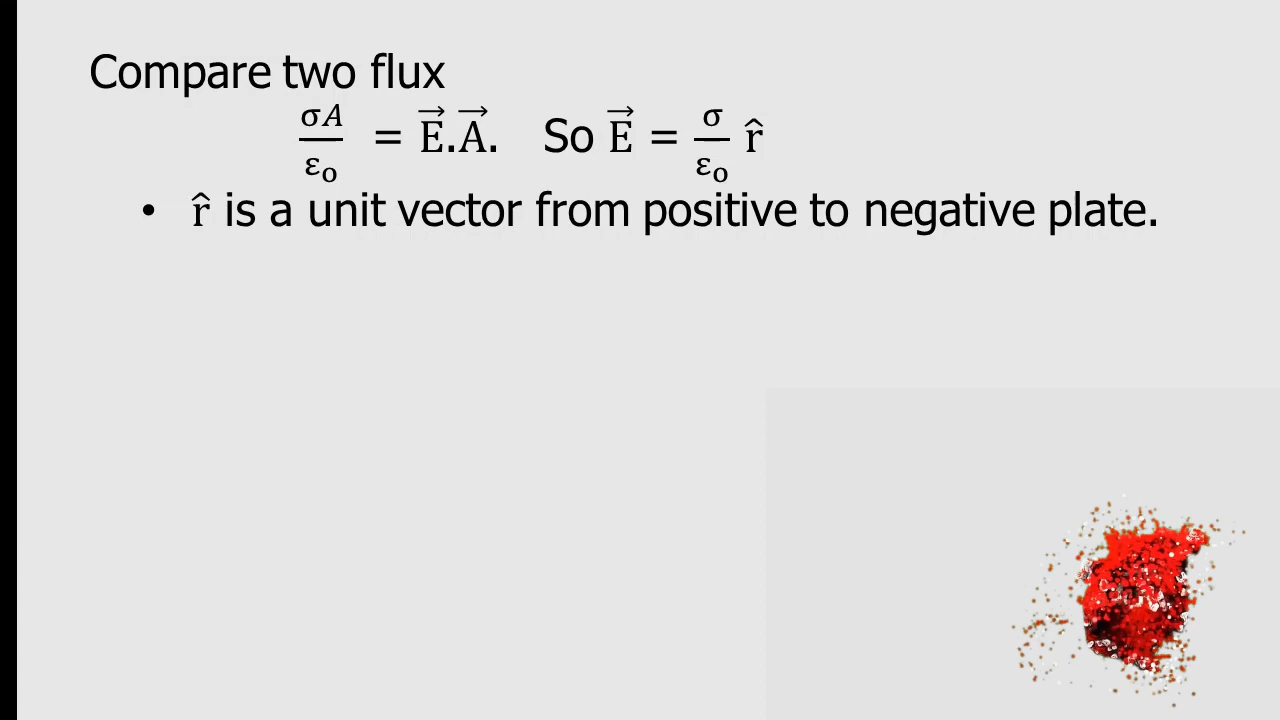 Compare two flux
σA/ε₀ = E⃗.A⃗. So E⃗ = σ/ε₀ r̂
• r̂ is a unit vector from positive to negative plate.